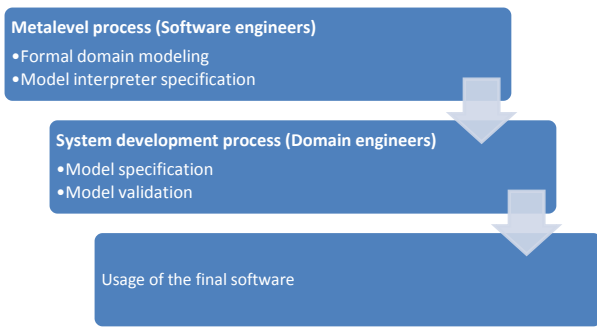 Metalevel process (Software engineers)
•Formal domain modeling
•Model interpreter specification
System development process (Domain engineers)
•Model specification
•Model validation
Usage of the final software